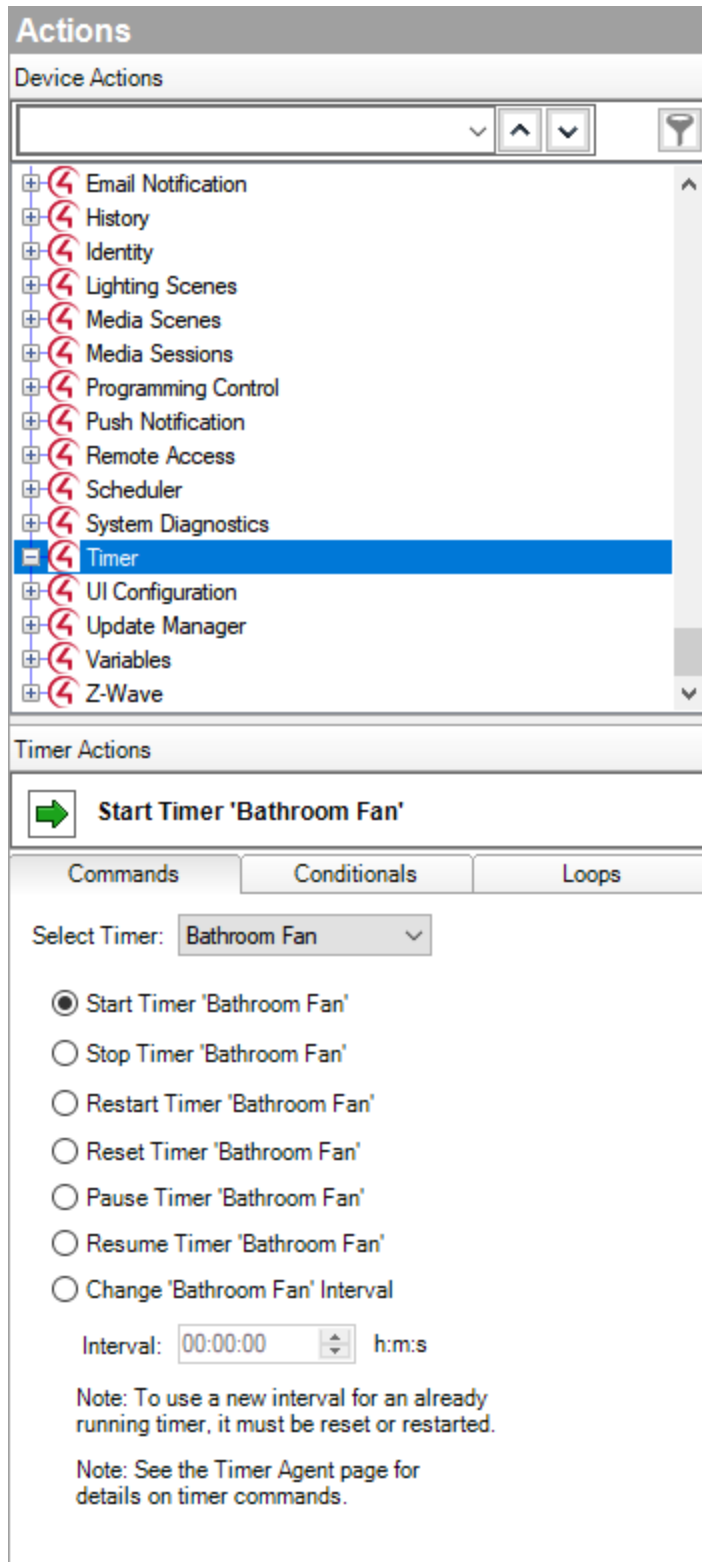 Actions
Device Actions
Email Notification
History
Identity
Lighting Scenes
Media Scenes
Media Sessions
Programming Control
Push Notification
Remote Access
Scheduler
System Diagnostics
Timer
UI Configuration
Update Manager
Variables
Z-Wave
Timer Actions
Start Timer 'Bathroom Fan'
Commands Conditionals Loops
Select Timer: Bathroom Fan
Start Timer 'Bathroom Fan'
Stop Timer 'Bathroom Fan'
Restart Timer 'Bathroom Fan'
Reset Timer 'Bathroom Fan'
Pause Timer 'Bathroom Fan'
Resume Timer 'Bathroom Fan'
Change 'Bathroom Fan' Interval
Interval: 00:00:00 h:m:s
Note: To use a new interval for an already
running timer, it must be reset or restarted.
Note: See the Timer Agent page for
details on timer commands.